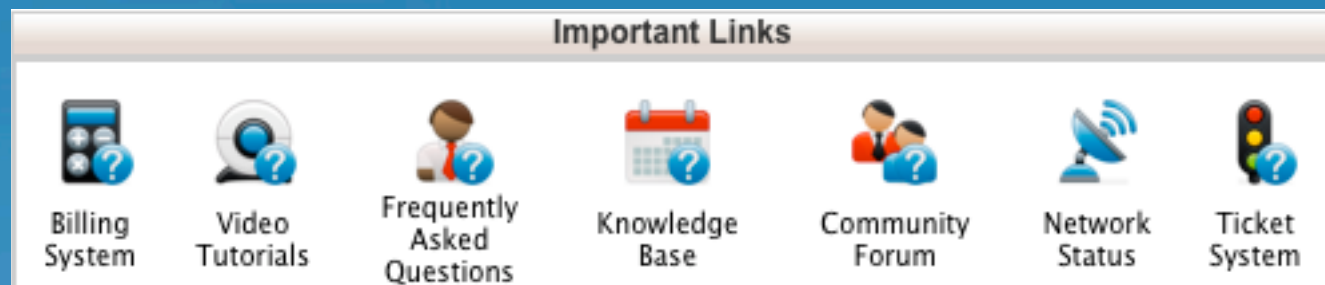 Important Links
Billing
System
Video
Tutorials
Frequently
Asked
Questions
Knowledge
Base
Community
Forum
Network
Status
Ticket
System